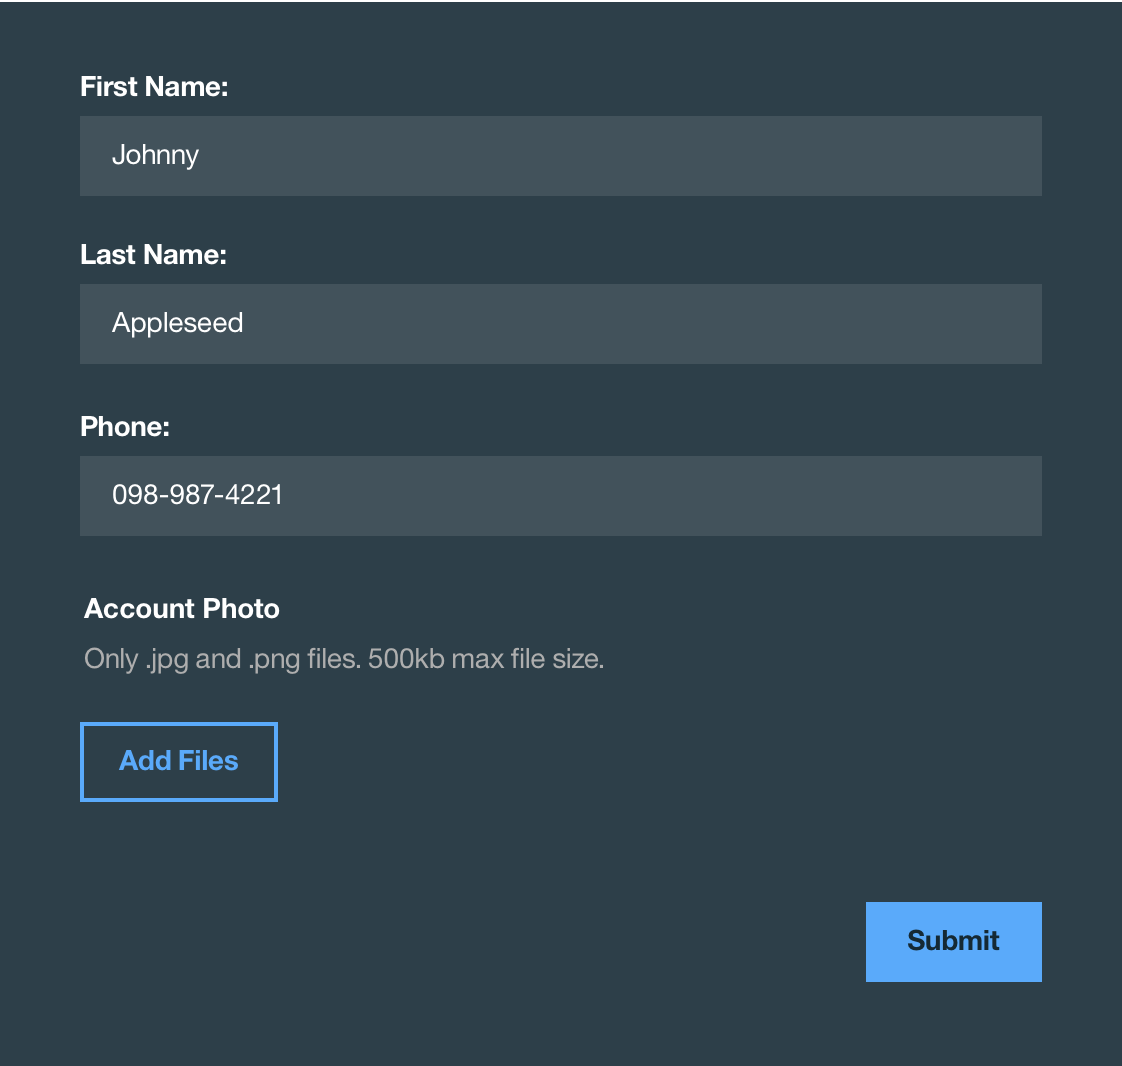 First Name:
Johnny
Last Name:
Appleseed
Phone:
098-987-4221
Account Photo
Only .jpg and .png files. 500kb max file size.
Add Files
Submit